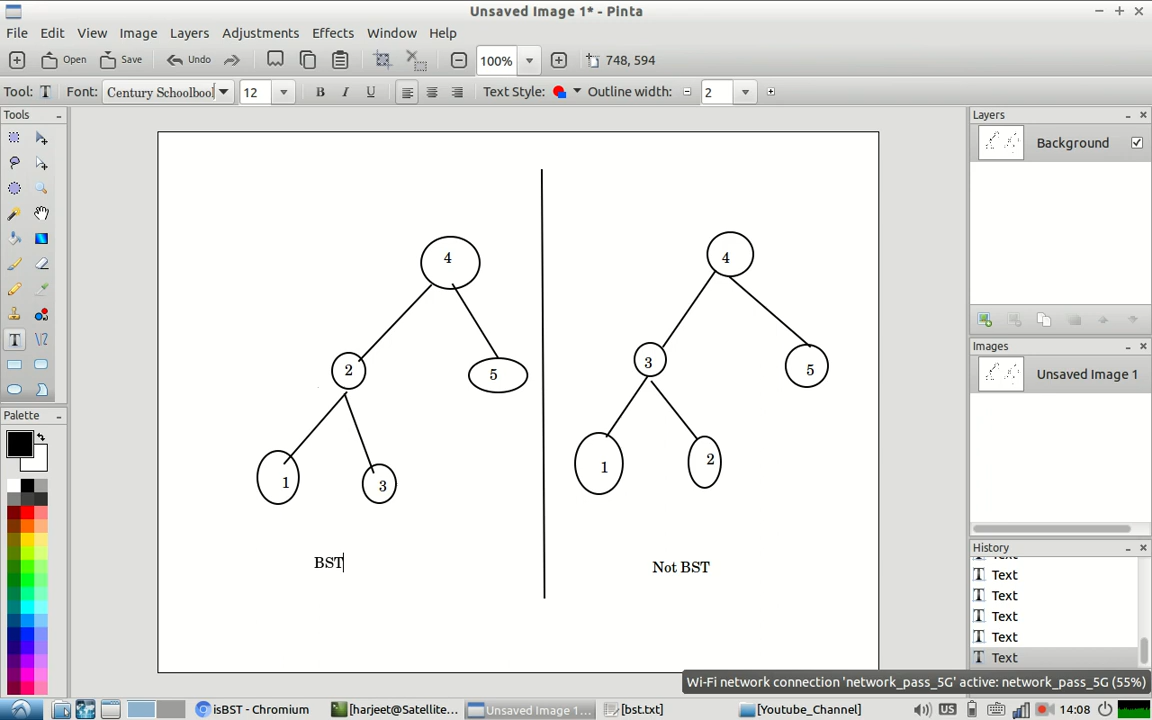 Unsaved Image 1* - Pinta
File Edit View Image Layers Adjustments Effects Window Help
Open Save Undo 100% 748, 594
Tool: T Font: Century Schoolbool 12 B I U Text Style: Outline width: 2
Tools
Layers
Background
4
4
2
5
3
5
1
3
1
2
BST
Not BST
Palette
Images
Unsaved Image 1
History
Text
Text
Text
Text
Text
Wi-Fi network connection 'network_pass_5G' active: network_pass_5G (55%)
isBST - Chromium [harjeet@Satellite... Unsaved Image 1... [bst.txt] [Youtube_Channel] US 14:08